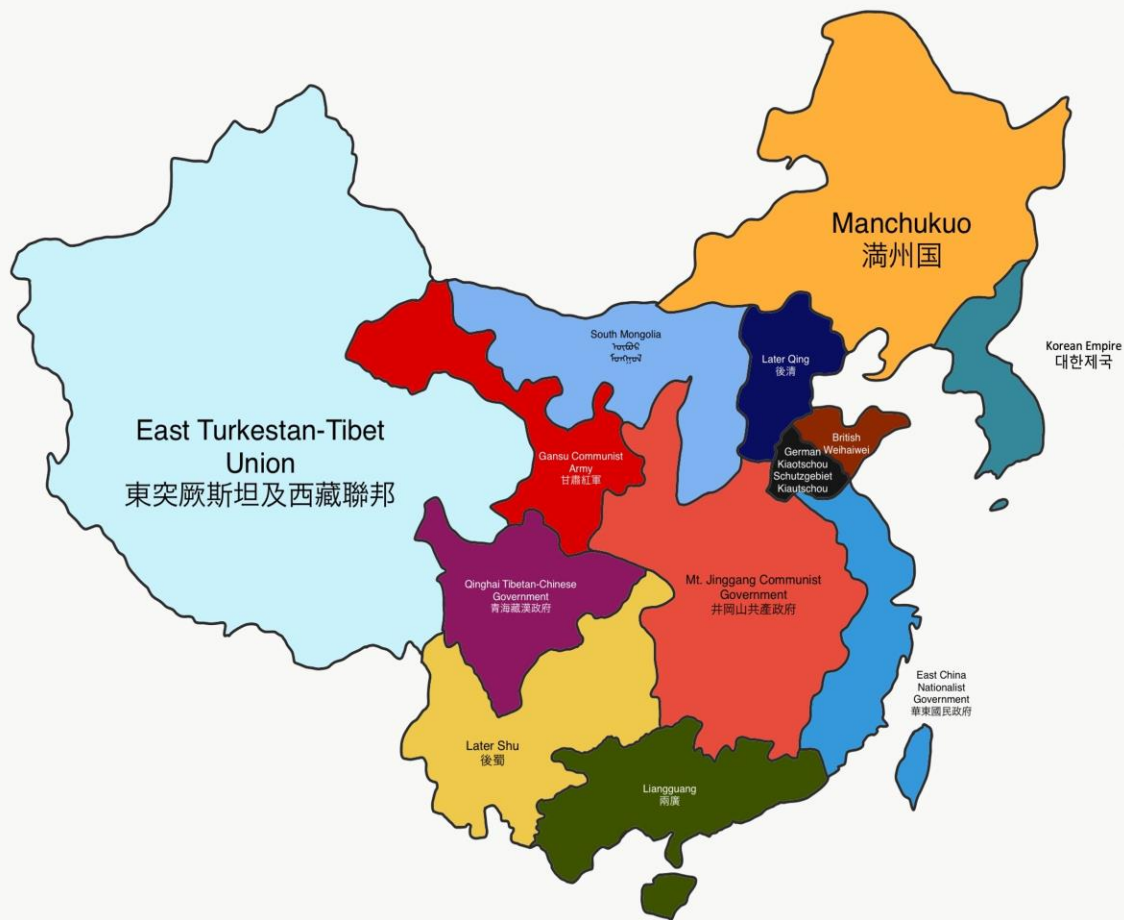 Manchukuo
満州国
South Mongolia
Later Qing
後清
Korean Empire
대한제국
East Turkestan-Tibet
Union
東突厥斯坦及西藏聯邦
Gansu Communist
Army
甘肅紅軍
British
Weihaiwei
German
Kiaotschou
Schutzgebiet
Kiautschou
Qinghai Tibetan-Chinese
Government
青海藏漢政府
Mt. Jinggang Communist
Government
井岡山共產政府
East China
Nationalist
Government
華東國民政府
Later Shu
後蜀
Liangguang
兩廣